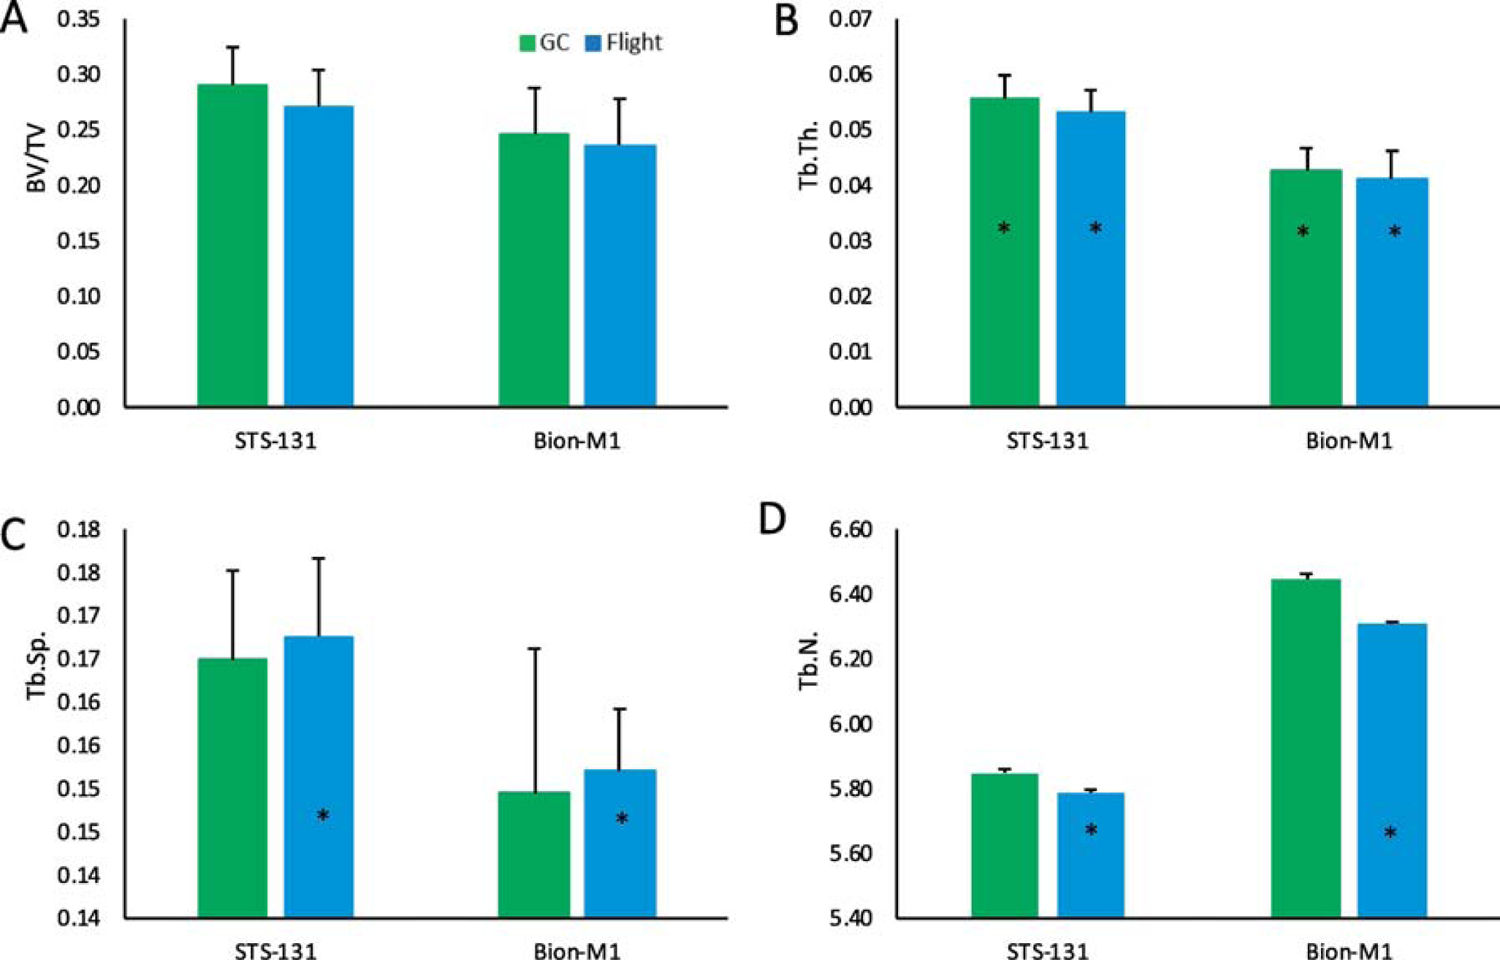 A
BV/TV
0.35
0.30
0.25
0.20
0.15
0.10
0.05
0.00
GC Flight
STS-131 Bion-M1
B
Tb.Th.
0.07
0.06
0.05
0.04
0.03
0.02
0.01
0.00
* * * *
STS-131 Bion-M1
C
Tb.Sp.
0.18
0.18
0.17
0.17
0.16
0.16
0.15
0.15
0.14
0.14
* *
STS-131 Bion-M1
D
Tb.N.
6.60
6.40
6.20
6.00
5.80
5.60
5.40
* *
STS-131 Bion-M1